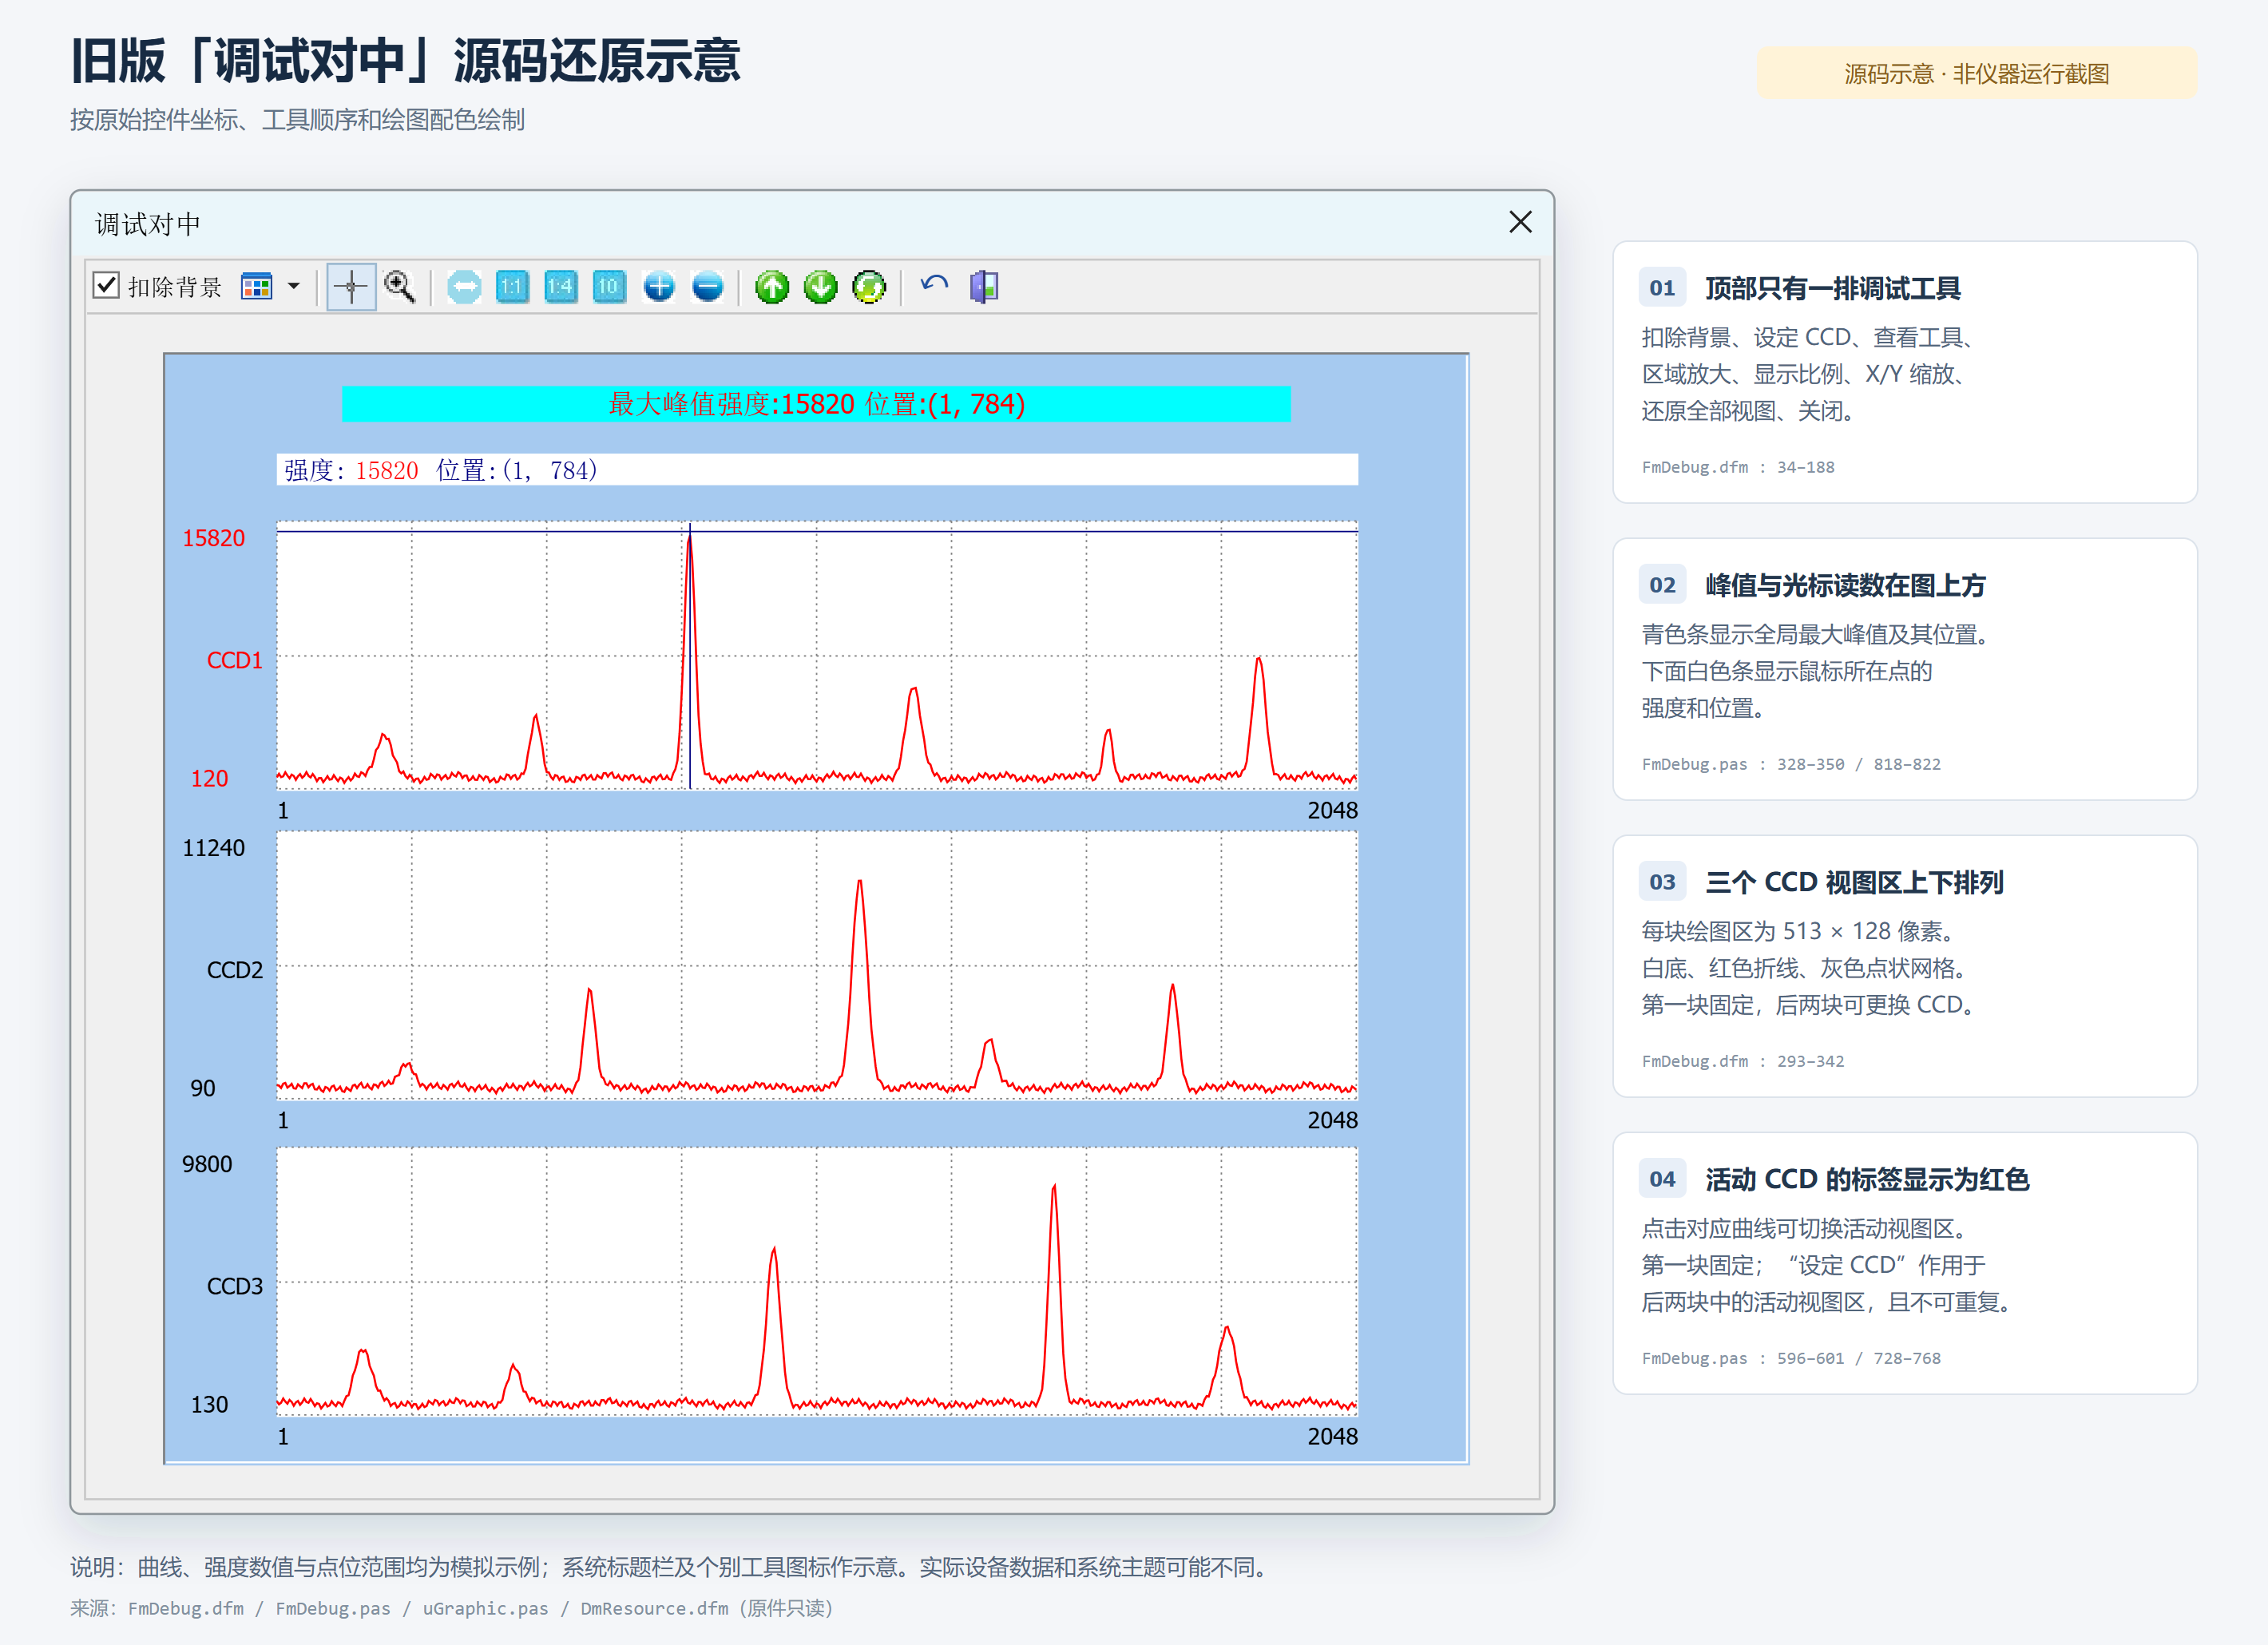 旧版「调试对中」源码还原示意
源码示意 · 非仪器运行截图
按原始控件坐标、工具顺序和绘图配色绘制
调试对中
扣除背景
1:1
1:4
10
最大峰值强度:15820 位置:(1, 784)
强度: 15820 位置:(1, 784)
15820
CCD1
120
1
2048
11240
CCD2
90
1
2048
9800
CCD3
130
1
2048
01 顶部只有一排调试工具
扣除背景、设定 CCD、查看工具、
区域放大、显示比例、X/Y 缩放、
还原全部视图、关闭。
FmDebug.dfm : 34–188
02 峰值与光标读数在图上方
青色条显示全局最大峰值及其位置。
下面白色条显示鼠标所在点的
强度和位置。
FmDebug.pas : 328–350 / 818–822
03 三个 CCD 视图区上下排列
每块绘图区为 513 × 128 像素。
白底、红色折线、灰色点状网格。
第一块固定，后两块可更换 CCD。
FmDebug.dfm : 293–342
04 活动 CCD 的标签显示为红色
点击对应曲线可切换活动视图区。
第一块固定；“设定 CCD”作用于
后两块中的活动视图区，且不可重复。
FmDebug.pas : 596–601 / 728–768
说明：曲线、强度数值与点位范围均为模拟示例；系统标题栏及个别工具图标作示意。实际设备数据和系统主题可能不同。
来源：FmDebug.dfm / FmDebug.pas / uGraphic.pas / DmResource.dfm（原件只读）